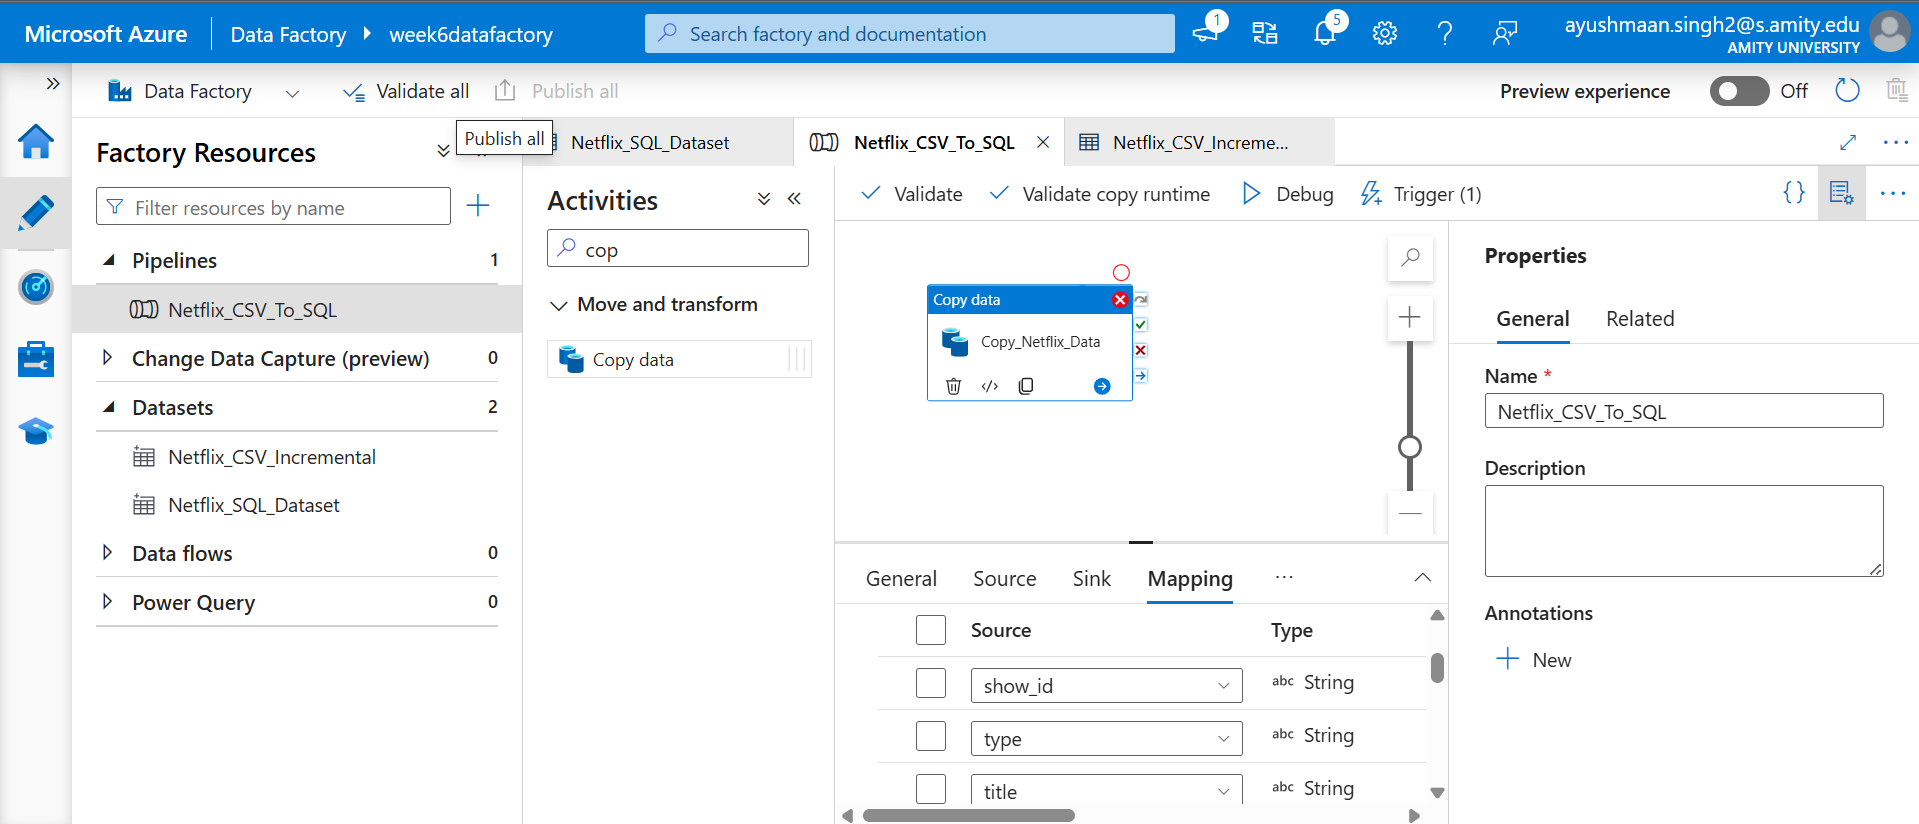 Microsoft Azure
Data Factory
week6datafactory
Search factory and documentation
1
5
ayushmaan.singh2@s.amity.edu
AMITY UNIVERSITY
Data Factory
Validate all
Publish all
Preview experience
Off
Publish all
Factory Resources
Filter resources by name
Pipelines 1
Netflix_CSV_To_SQL
Change Data Capture (preview) 0
Datasets 2
Netflix_CSV_Incremental
Netflix_SQL_Dataset
Data flows 0
Power Query 0
Netflix_SQL_Dataset
Netflix_CSV_To_SQL
Netflix_CSV_Increme...
Activities
cop
Move and transform
Copy data
Validate
Validate copy runtime
Debug
Trigger (1)
Copy data
Copy_Netflix_Data
General
Source
Sink
Mapping
Source Type
show_id abc String
type abc String
title abc String
Properties
General
Related
Name *
Netflix_CSV_To_SQL
Description
Annotations
New